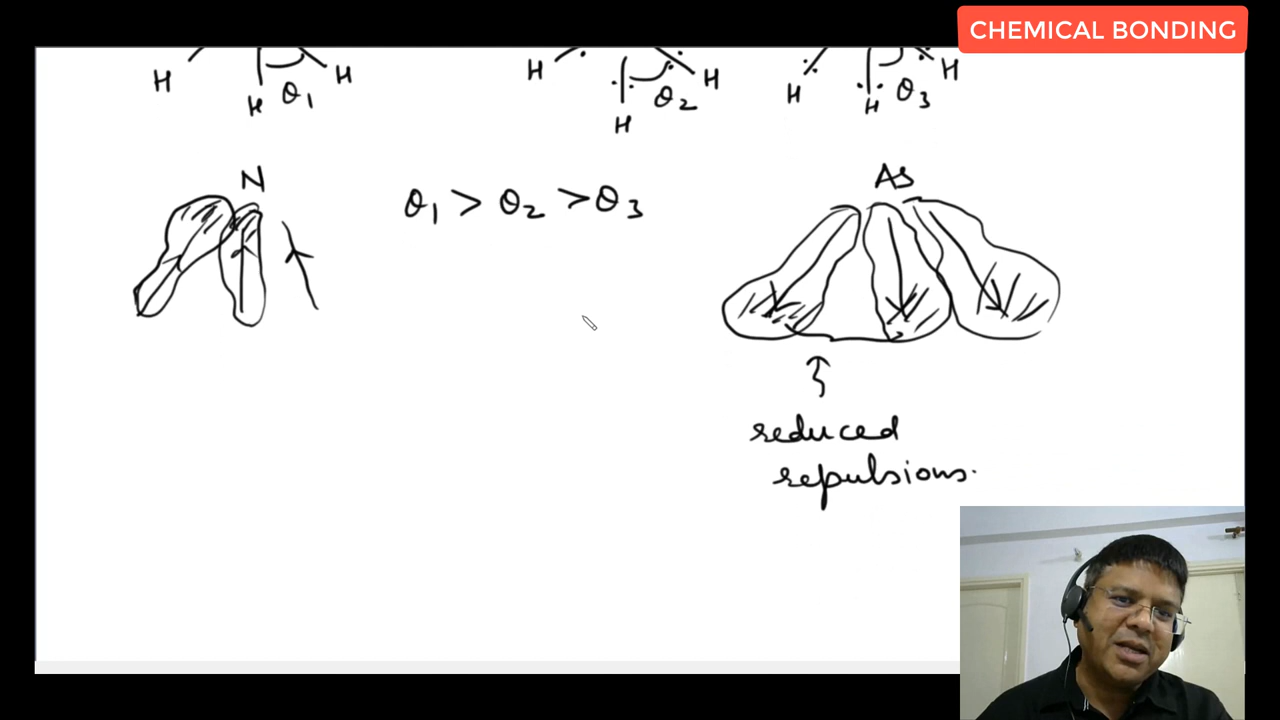 CHEMICAL BONDING
H H θ1 H
H H θ2 H
H H θ3 H
N
θ1 > θ2 > θ3
As
reduced
repulsions.